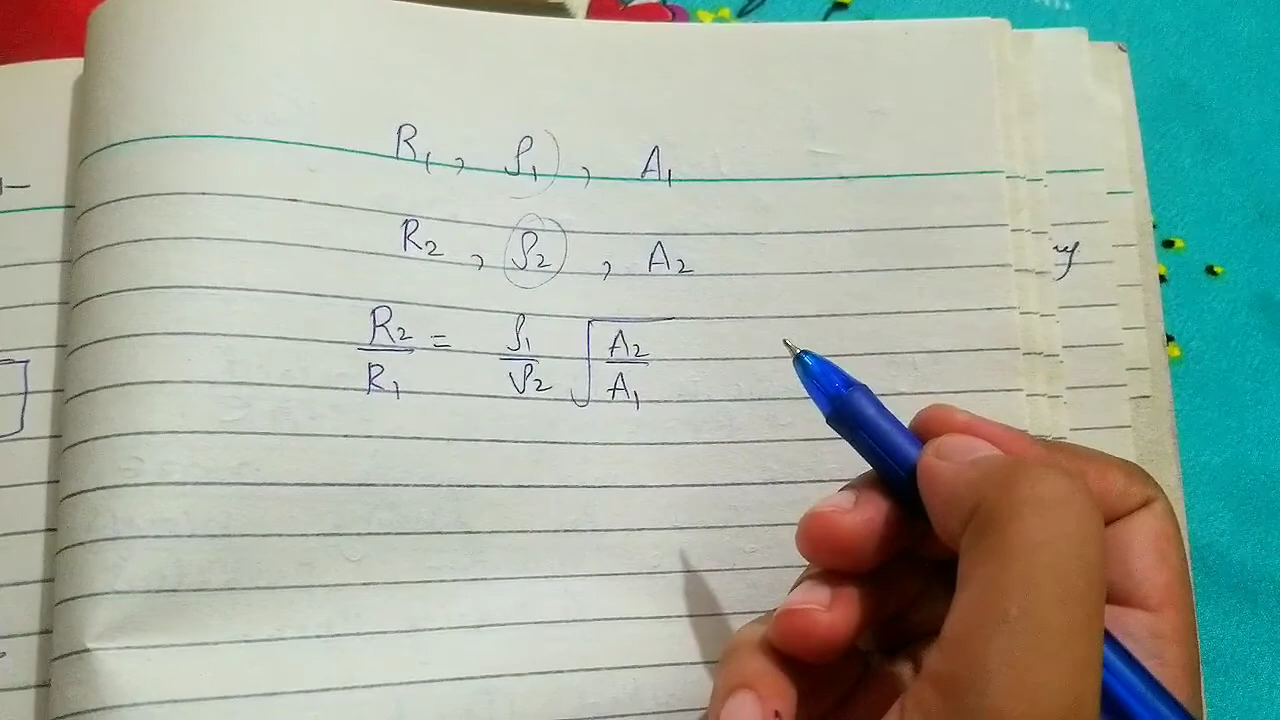 R₁, ρ₁, A₁
R₂, ρ₂, A₂
R₂/R₁ = ρ₁/ρ₂ √(A₂/A₁)